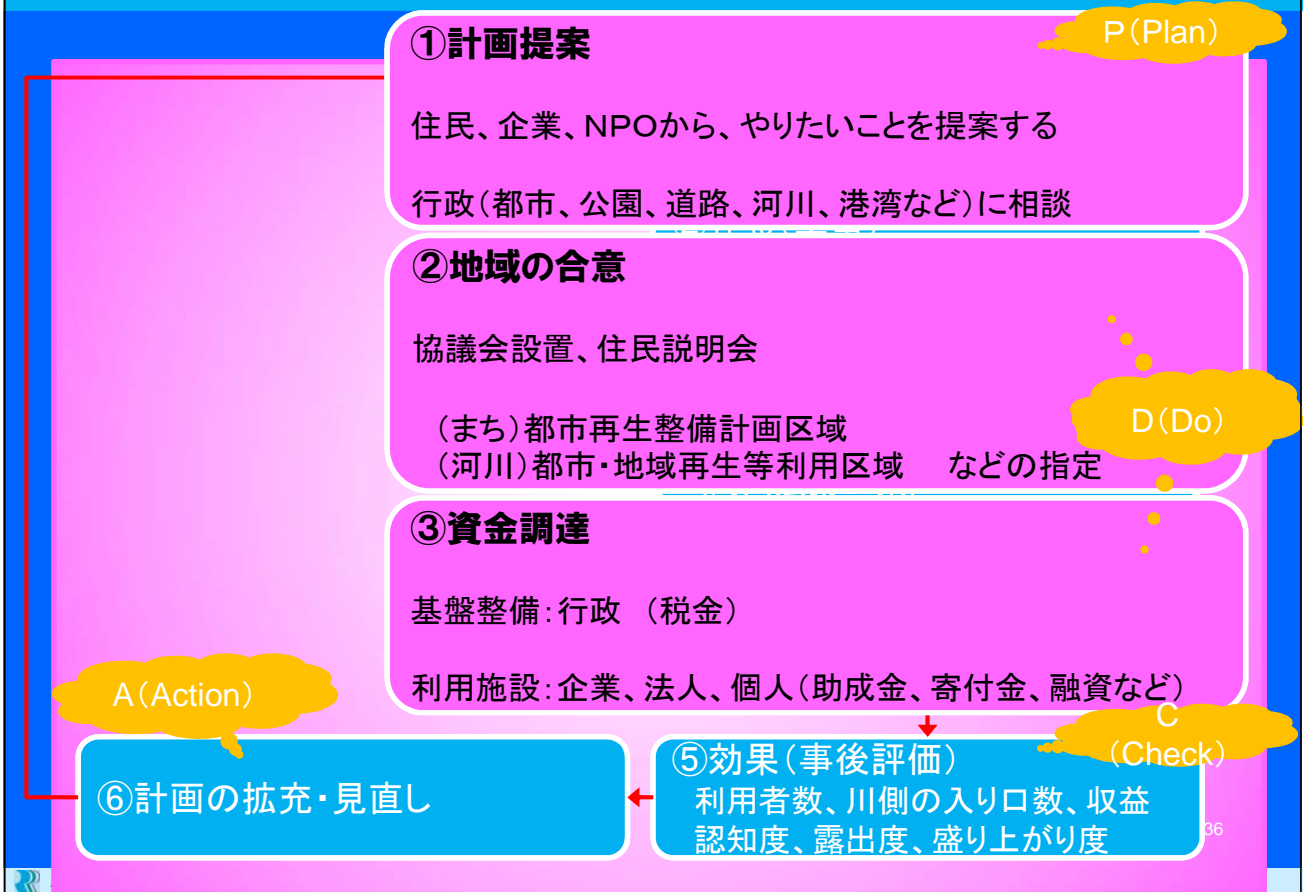 ①計画提案
P(Plan)
住民、企業、NPOから、やりたいことを提案する
行政(都市、公園、道路、河川、港湾など)に相談
②地域の合意
協議会設置、住民説明会
(まち)都市再生整備計画区域
(河川)都市・地域再生等利用区域 などの指定
D(Do)
③資金調達
基盤整備:行政 (税金)
利用施設:企業、法人、個人(助成金、寄付金、融資など)
C
(Check)
⑤効果(事後評価)
利用者数、川側の入り口数、収益
認知度、露出度、盛り上がり度
A(Action)
⑥計画の拡充・見直し
36